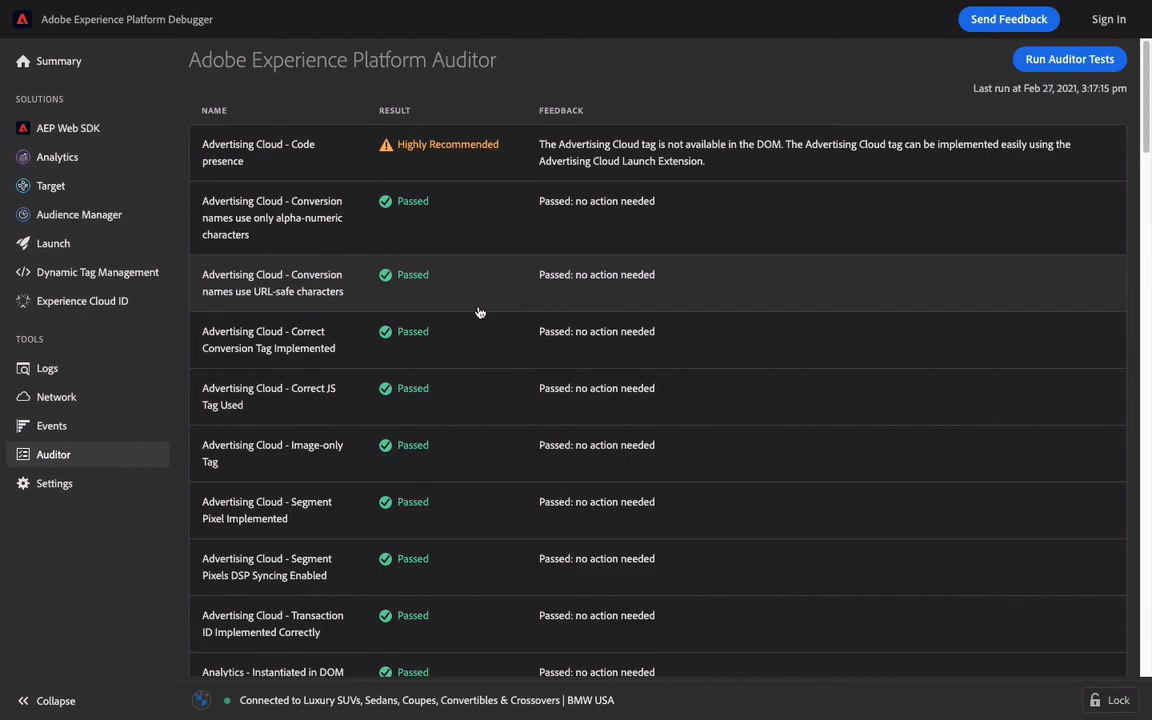 Adobe Experience Platform Debugger
Send Feedback
Sign In
Summary
SOLUTIONS
AEP Web SDK
Analytics
Target
Audience Manager
Launch
Dynamic Tag Management
Experience Cloud ID
TOOLS
Logs
Network
Events
Auditor
Settings
Collapse
Adobe Experience Platform Auditor
Run Auditor Tests
Last run at Feb 27, 2021, 3:17:15 pm
NAME RESULT FEEDBACK
Advertising Cloud - Code
presence
Highly Recommended
The Advertising Cloud tag is not available in the DOM. The Advertising Cloud tag can be implemented easily using the
Advertising Cloud Launch Extension.
Advertising Cloud - Conversion
names use only alpha-numeric
characters
Passed
Passed: no action needed
Advertising Cloud - Conversion
names use URL-safe characters
Passed
Passed: no action needed
Advertising Cloud - Correct
Conversion Tag Implemented
Passed
Passed: no action needed
Advertising Cloud - Correct JS
Tag Used
Passed
Passed: no action needed
Advertising Cloud - Image-only
Tag
Passed
Passed: no action needed
Advertising Cloud - Segment
Pixel Implemented
Passed
Passed: no action needed
Advertising Cloud - Segment
Pixels DSP Syncing Enabled
Passed
Passed: no action needed
Advertising Cloud - Transaction
ID Implemented Correctly
Passed
Passed: no action needed
Analytics - Instantiated in DOM
Passed
Passed: no action needed
Connected to Luxury SUVs, Sedans, Coupes, Convertibles & Crossovers | BMW USA
Lock